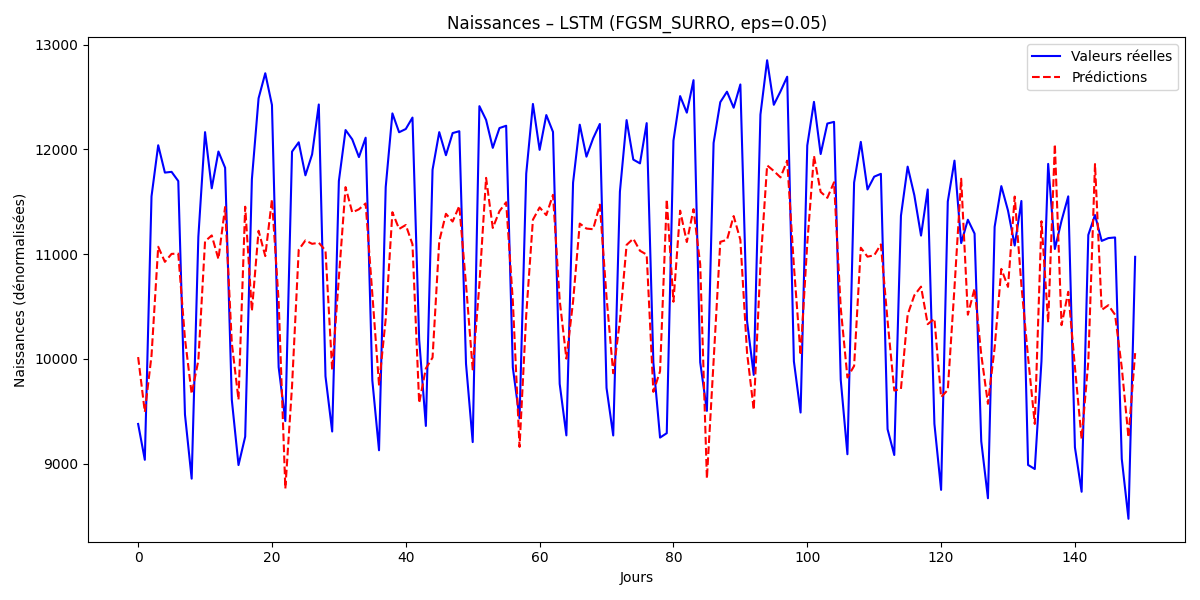 Naissances – LSTM (FGSM_SURRO, eps=0.05)
13000
12000
11000
10000
9000
Naissances (dénormalisées)
Valeurs réelles
Prédictions
0 20 40 60 80 100 120 140
Jours